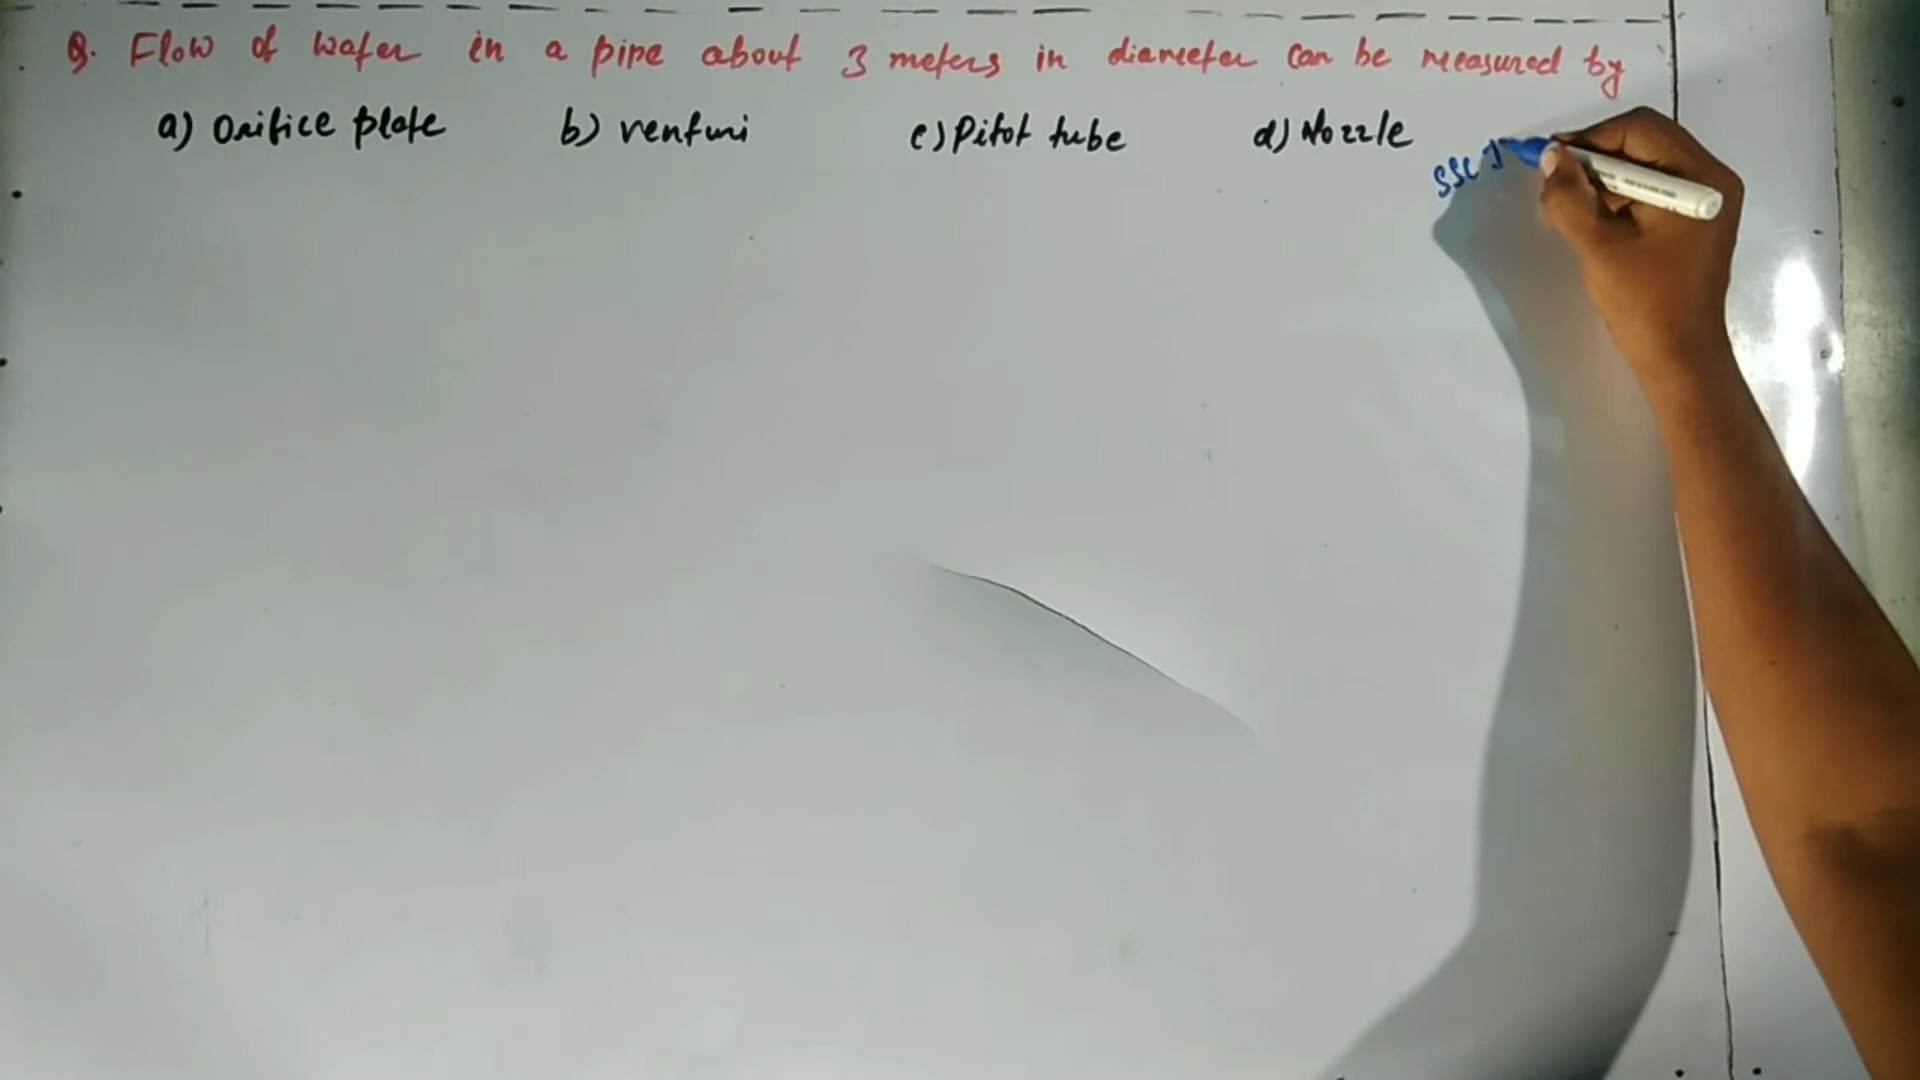 Q. Flow of water in a pipe about 3 meters in diameter can be measured by
a) Orifice plate b) venturi c) Pitot tube d) Nozzle
SSC J